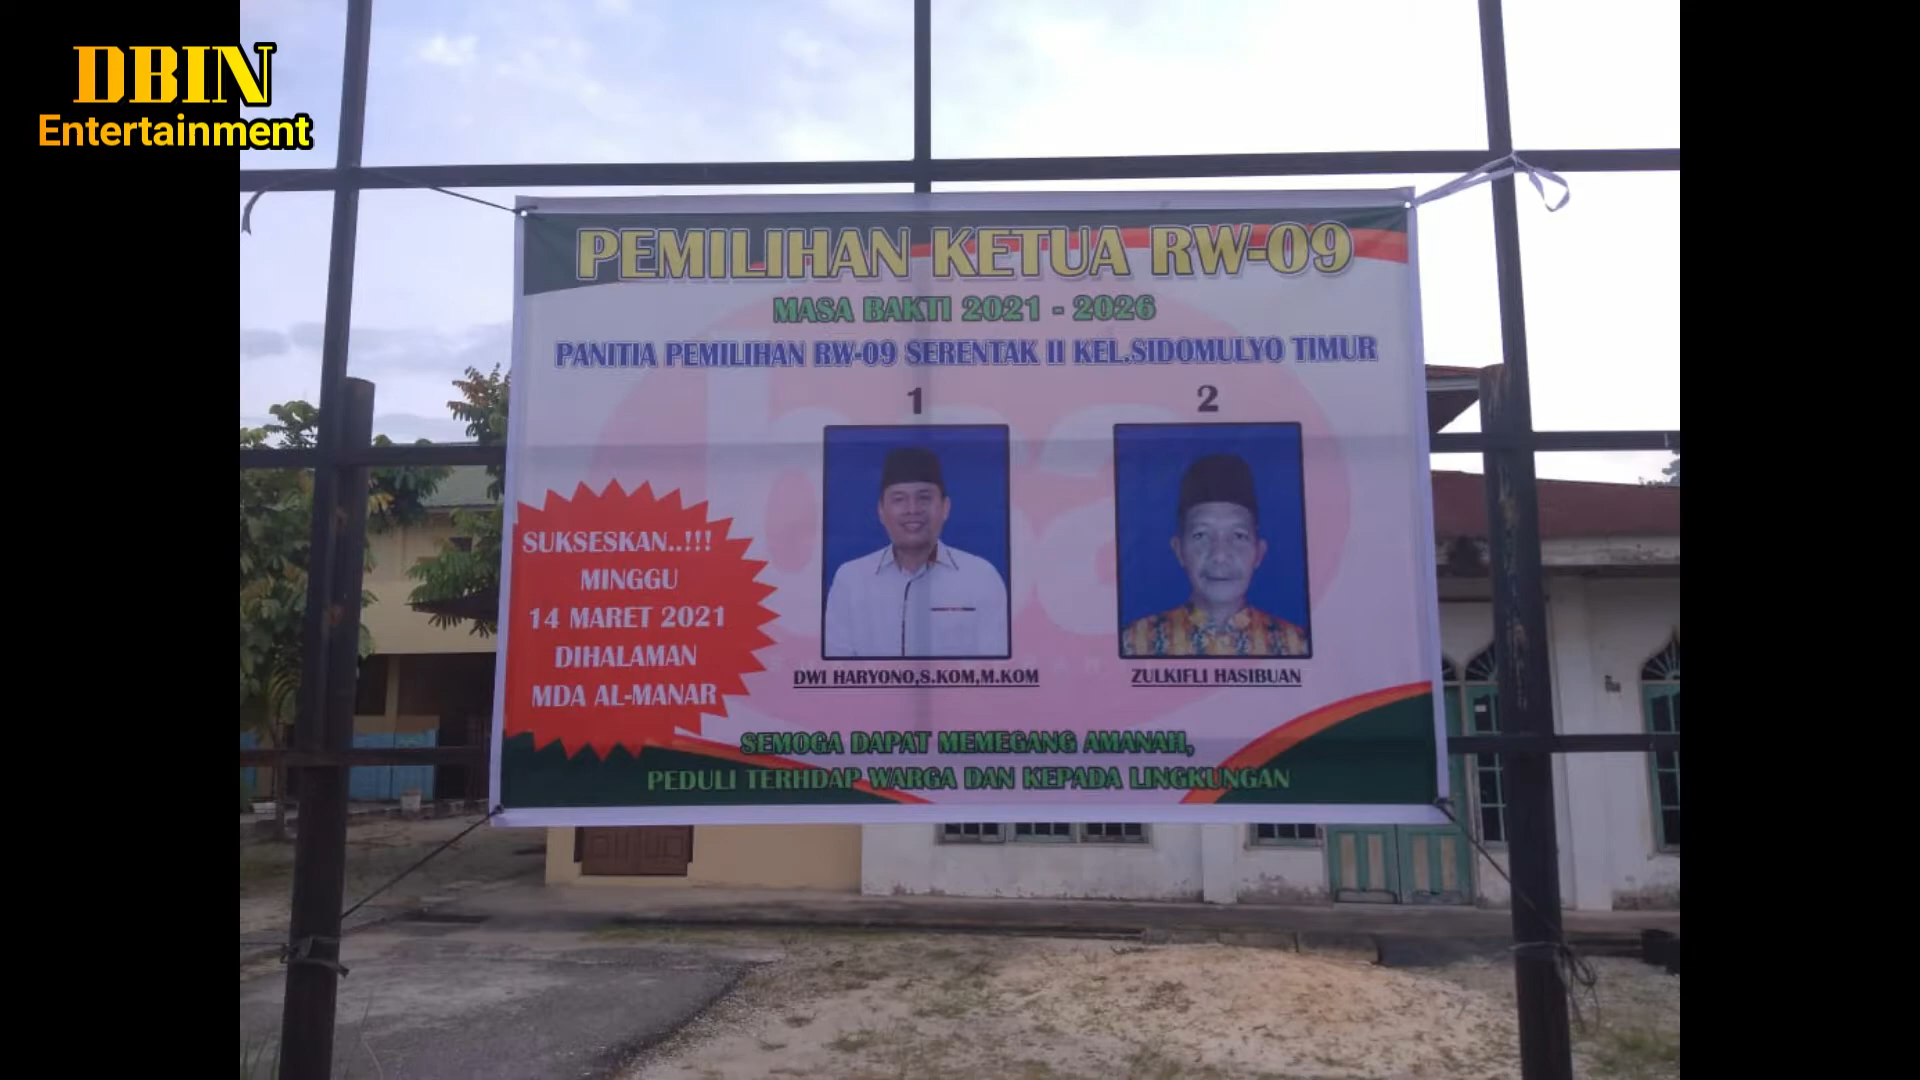 DBIN
Entertainment
PEMILIHAN KETUA RW-09
MASA BAKTI 2021 - 2026
PANITIA PEMILIHAN RW-09 SERENTAK II KEL.SIDOMULYO TIMUR
1
2
SUKSESKAN..!!!
MINGGU
14 MARET 2021
DIHALAMAN
MDA AL-MANAR
DWI HARYONO,S.KOM,M.KOM
ZULKIFLI HASIBUAN
SEMOGA DAPAT MEMEGANG AMANAH,
PEDULI TERHDAP WARGA DAN KEPADA LINGKUNGAN